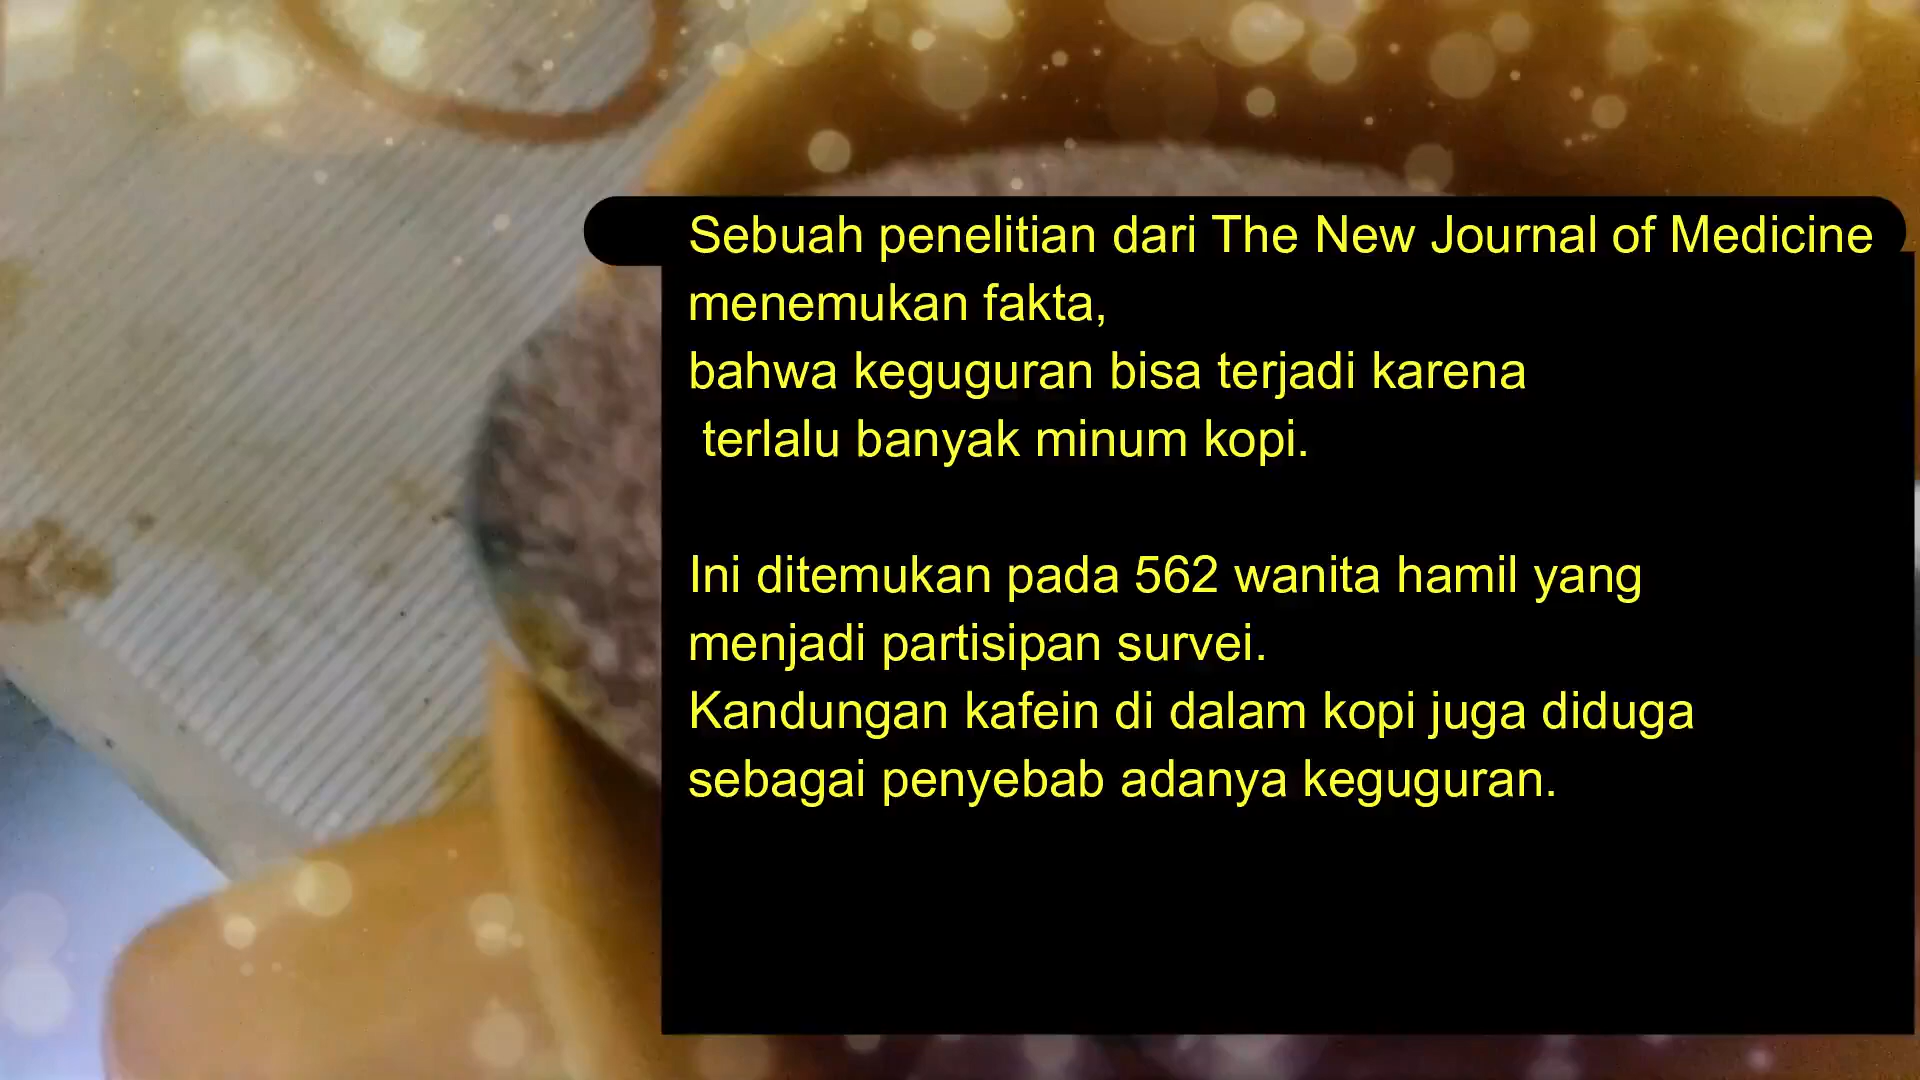 Sebuah penelitian dari The New Journal of Medicine
menemukan fakta,
bahwa keguguran bisa terjadi karena
terlalu banyak minum kopi.
Ini ditemukan pada 562 wanita hamil yang
menjadi partisipan survei.
Kandungan kafein di dalam kopi juga diduga
sebagai penyebab adanya keguguran.